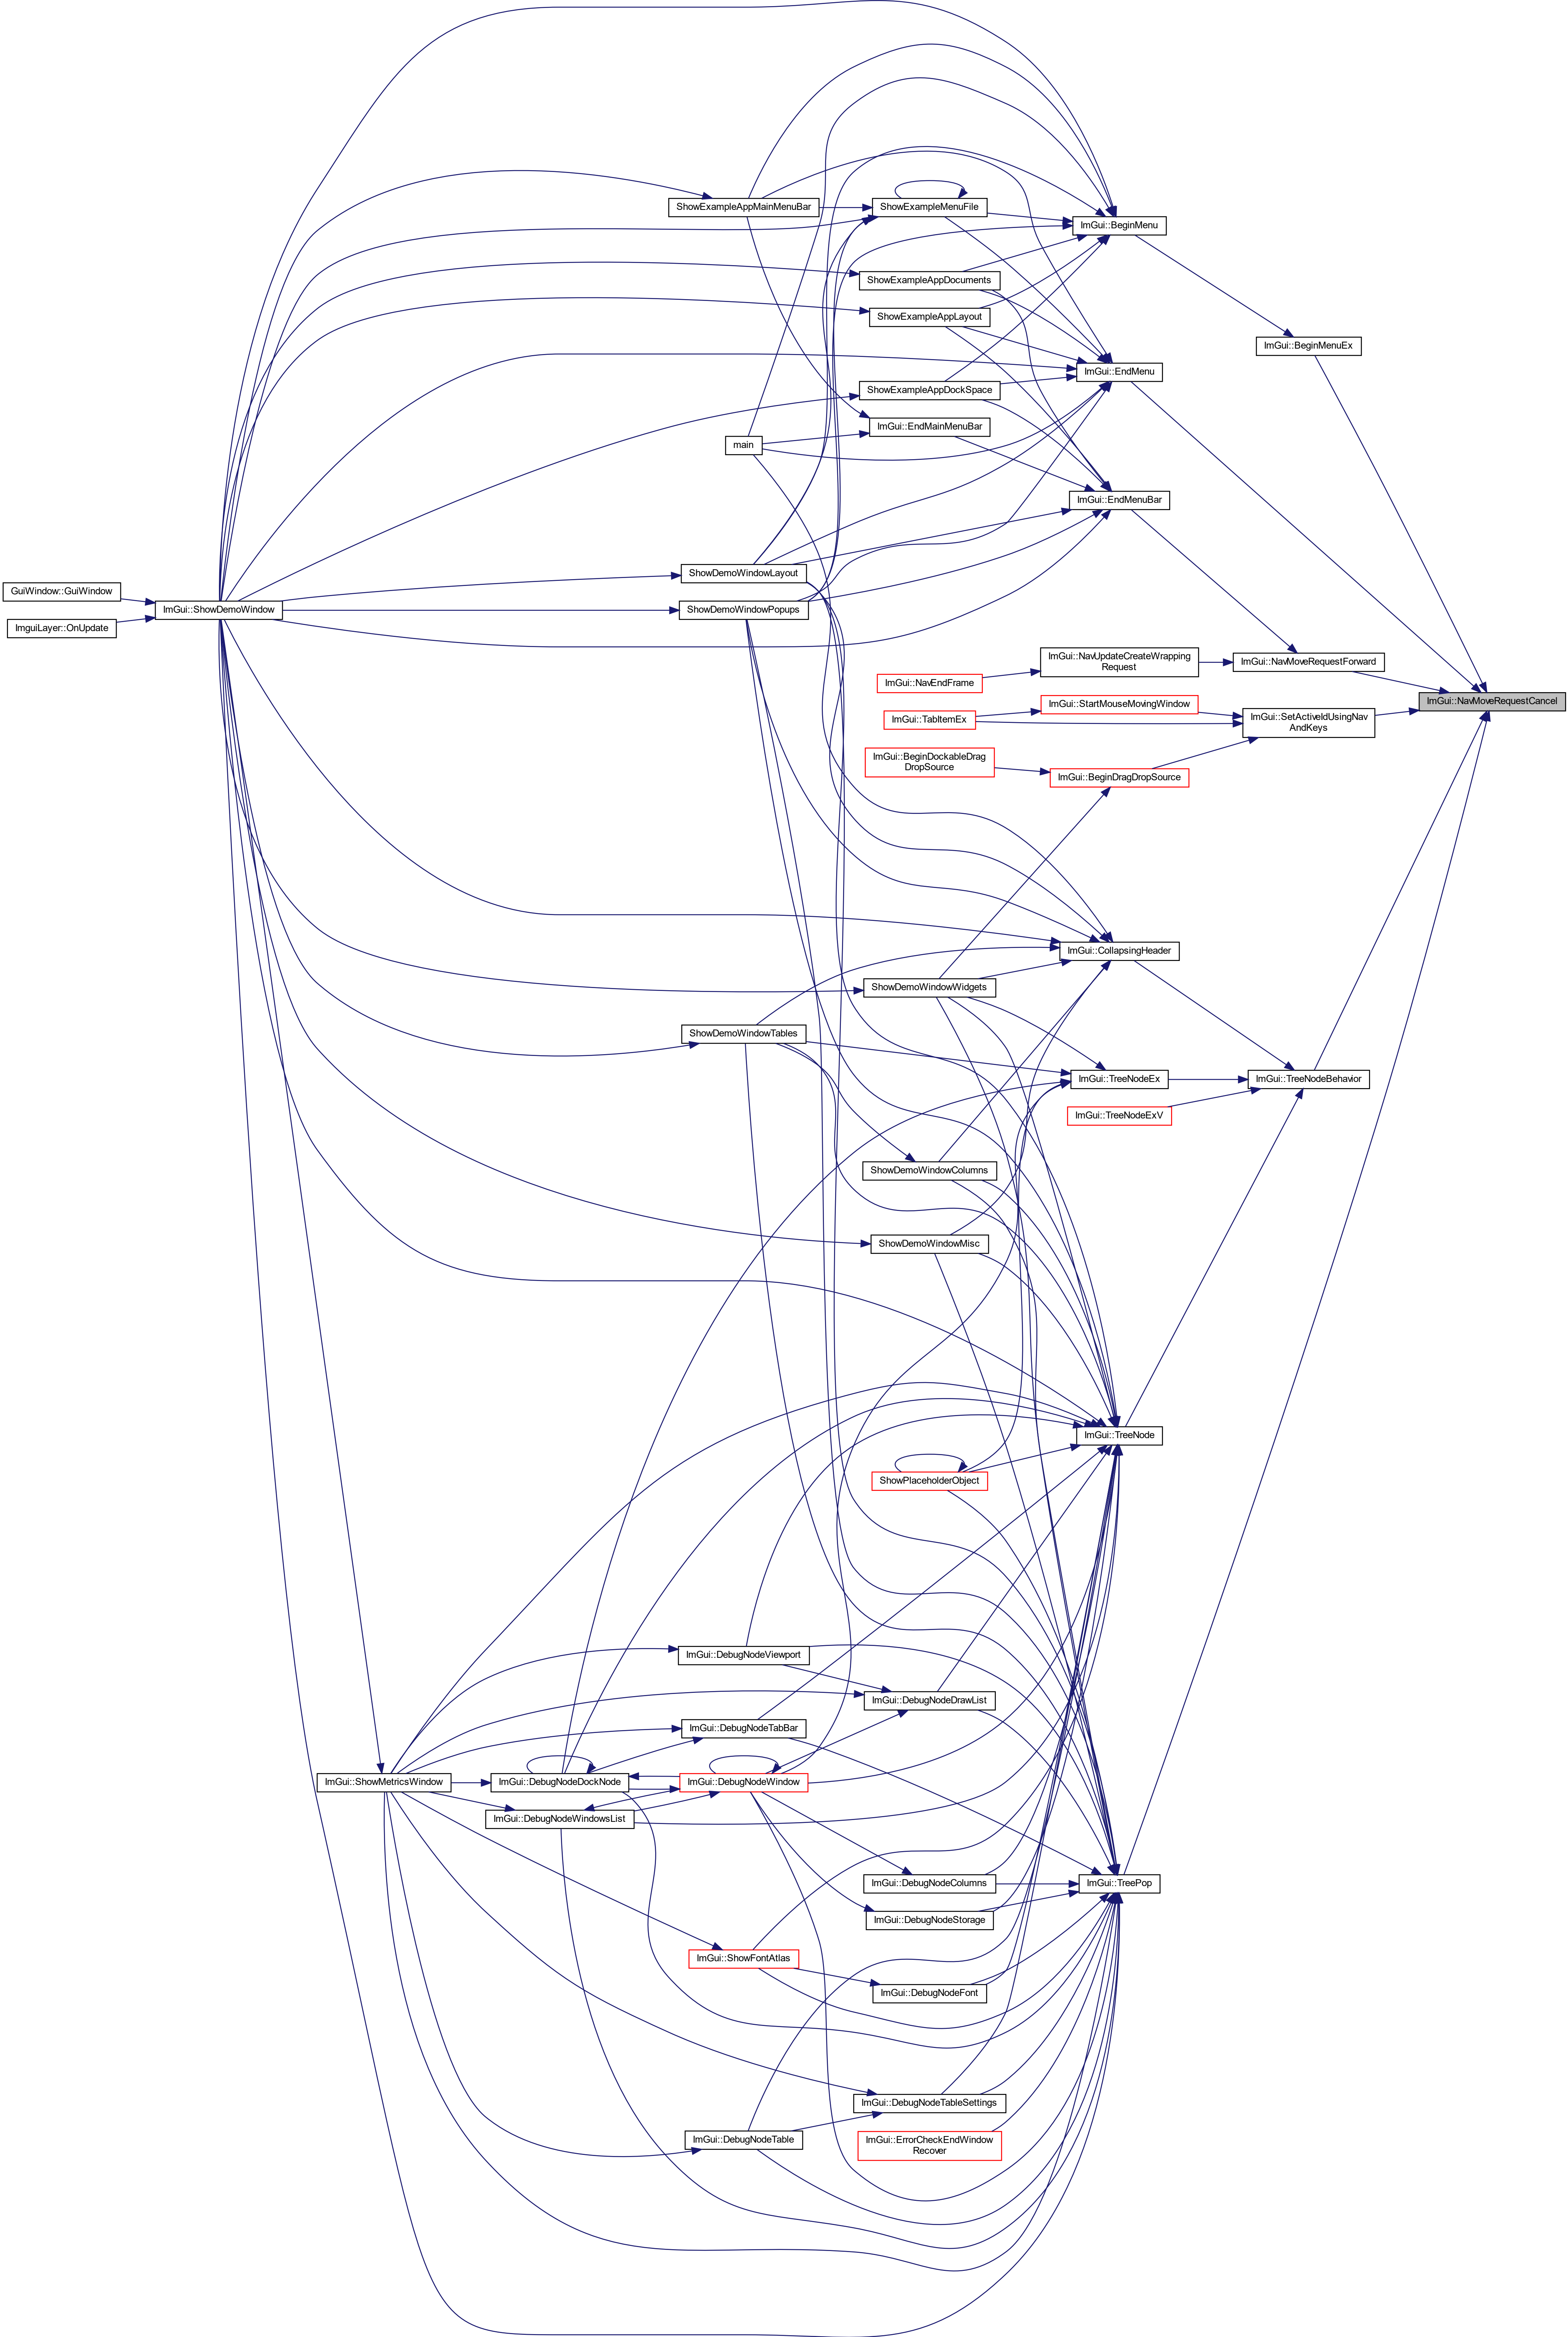 ShowExampleAppMainMenuBar
ShowExampleMenuFile
ImGui::BeginMenu
ShowExampleAppDocuments
ShowExampleAppLayout
ImGui::BeginMenuEx
ImGui::EndMenu
ShowExampleAppDockSpace
ImGui::EndMainMenuBar
main
ImGui::EndMenuBar
ShowDemoWindowLayout
GuiWindow::GuiWindow
ImGui::ShowDemoWindow
ShowDemoWindowPopups
ImguiLayer::OnUpdate
ImGui::NavUpdateCreateWrapping
Request
ImGui::NavMoveRequestForward
ImGui::NavEndFrame
ImGui::NavMoveRequestCancel
ImGui::StartMouseMovingWindow
ImGui::TabItemEx
ImGui::SetActiveIdUsingNav
AndKeys
ImGui::BeginDockableDrag
DropSource
ImGui::BeginDragDropSource
ImGui::CollapsingHeader
ShowDemoWindowWidgets
ShowDemoWindowTables
ImGui::TreeNodeEx
ImGui::TreeNodeBehavior
ImGui::TreeNodeExV
ShowDemoWindowColumns
ShowDemoWindowMisc
ImGui::TreeNode
ShowPlaceholderObject
ImGui::DebugNodeViewport
ImGui::DebugNodeDrawList
ImGui::DebugNodeTabBar
ImGui::ShowMetricsWindow
ImGui::DebugNodeDockNode
ImGui::DebugNodeWindow
ImGui::DebugNodeWindowsList
ImGui::DebugNodeColumns
ImGui::TreePop
ImGui::DebugNodeStorage
ImGui::ShowFontAtlas
ImGui::DebugNodeFont
ImGui::DebugNodeTableSettings
ImGui::DebugNodeTable
ImGui::ErrorCheckEndWindow
Recover